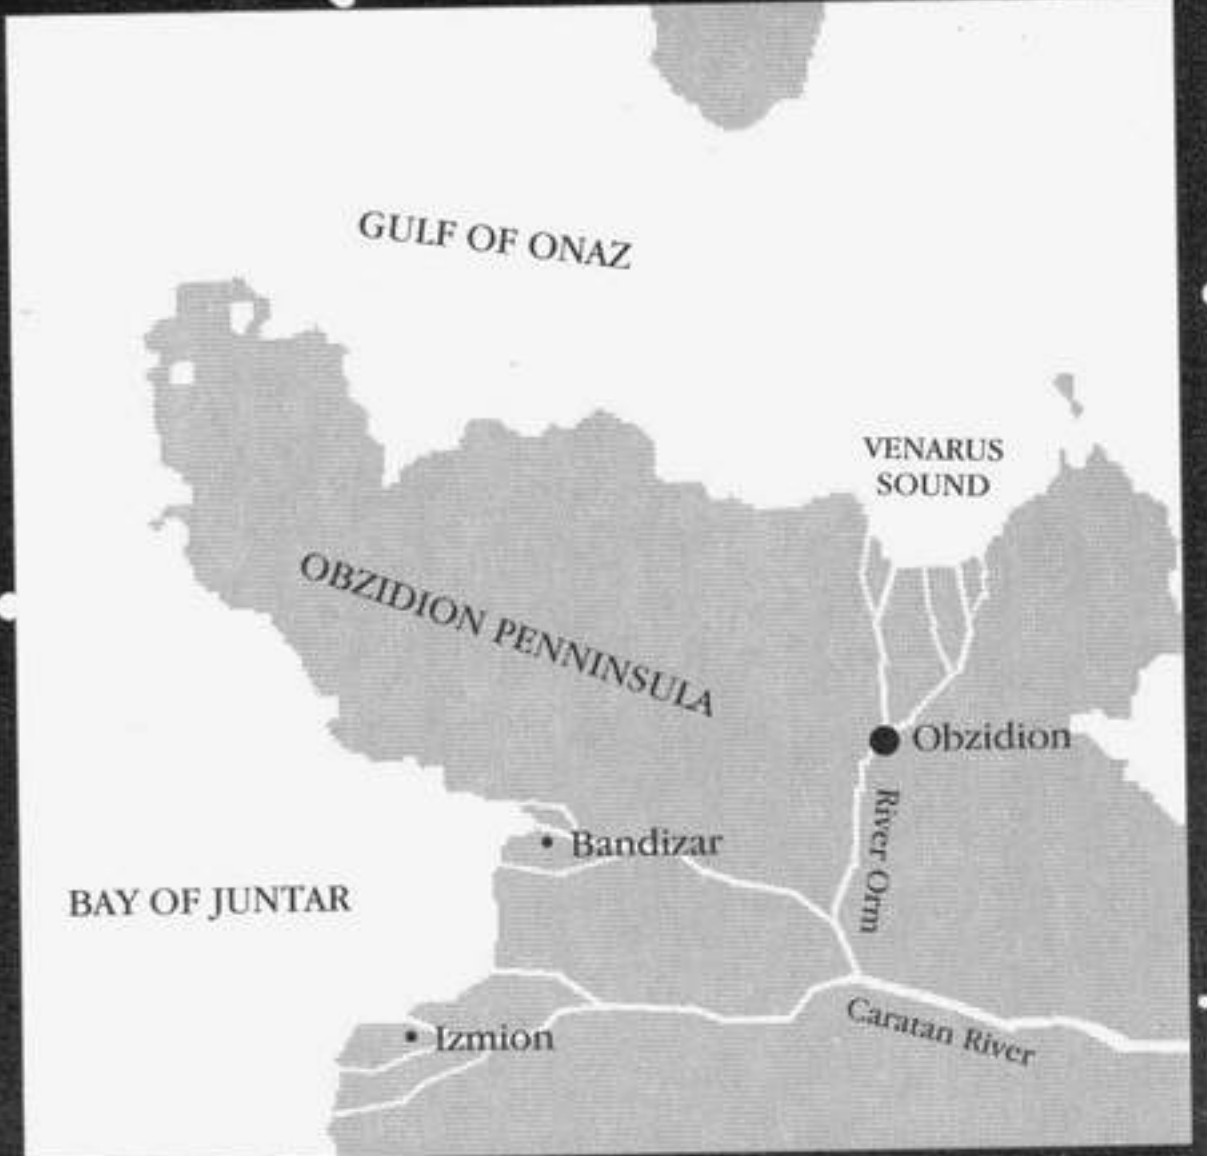 GULF OF ONAZ
VENARUS
SOUND
OBZIDION PENNINSULA
Obzidion
River Orm
Bandizar
BAY OF JUNTAR
Caratan River
Izmion